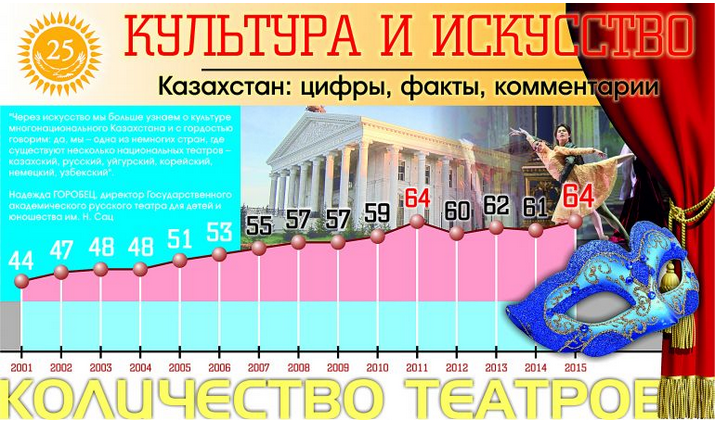 25
КУЛЬТУРА И ИСКУССТВО
Казахстан: цифры, факты, комментарии
"Через искусство мы больше узнаем о культуре
многонационального Казахстана и с гордостью
говорим: да, мы – одна из немногих стран, где
существуют несколько национальных театров –
казахский, русский, уйгурский, корейский,
немецкий, узбекский".
Надежда ГОРОБЕЦ, директор Государственного
академического русского театра для детей и
юношества им. Н. Сац
44 47 48 48 51 53 55 57 57 59 64 60 62 61 64
2001 2002 2003 2004 2005 2006 2007 2008 2009 2010 2011 2012 2013 2014 2015
КОЛИЧЕСТВО ТЕАТРОВ